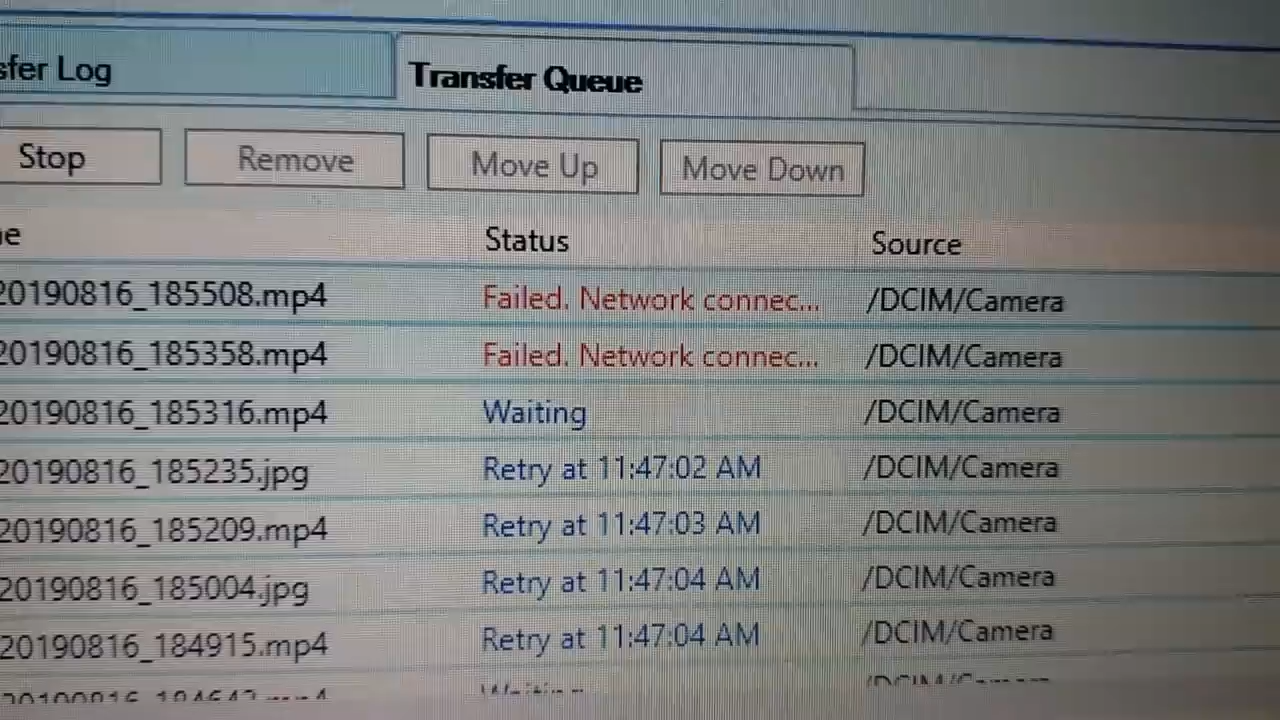 sfer Log Transfer Queue
Stop Remove Move Up Move Down
e Status Source
20190816_185508.mp4 Failed. Network connec... /DCIM/Camera
20190816_185358.mp4 Failed. Network connec... /DCIM/Camera
20190816_185316.mp4 Waiting /DCIM/Camera
20190816_185235.jpg Retry at 11:47:02 AM /DCIM/Camera
20190816_185209.mp4 Retry at 11:47:03 AM /DCIM/Camera
20190816_185004.jpg Retry at 11:47:04 AM /DCIM/Camera
20190816_184915.mp4 Retry at 11:47:04 AM /DCIM/Camera